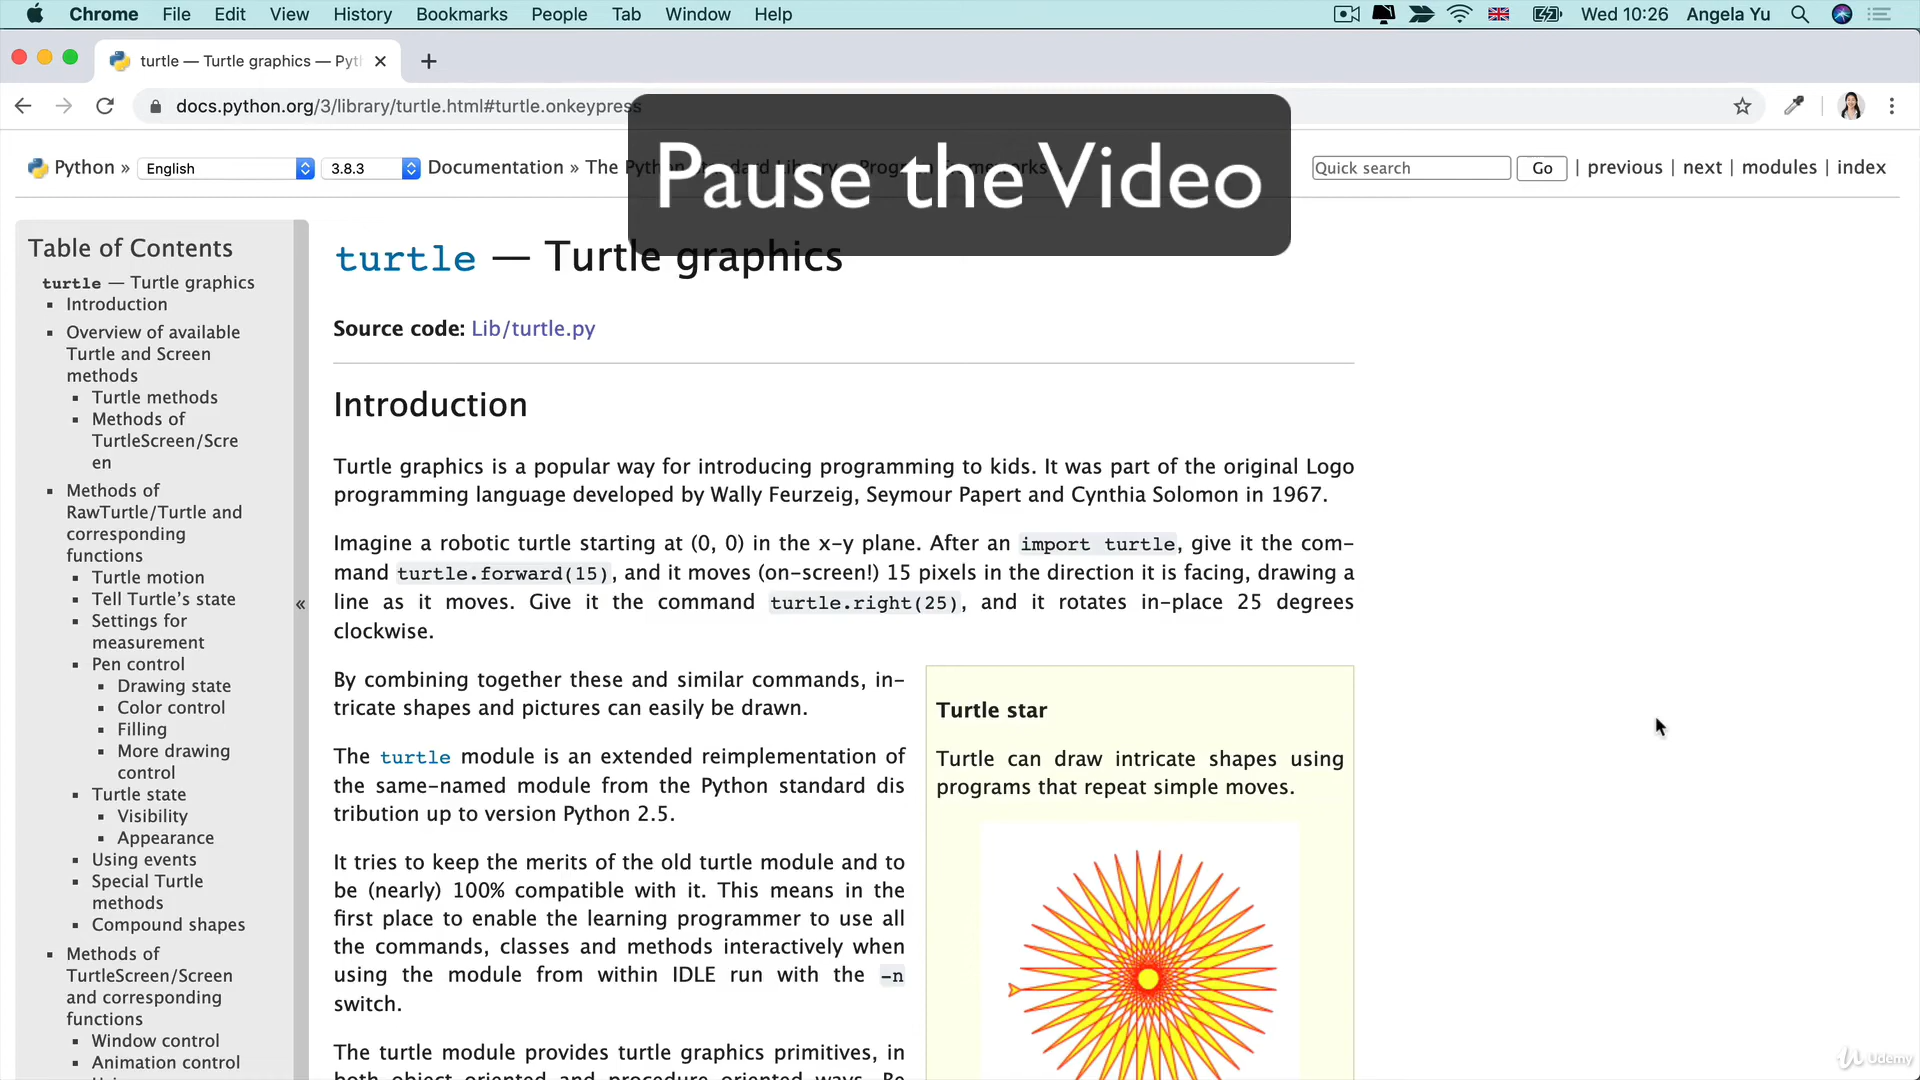 Chrome File Edit View History Bookmarks People Tab Window Help Wed 10:26 Angela Yu
turtle — Turtle graphics — Pyt
docs.python.org/3/library/turtle.html#turtle.onkeypress
Pause the Video
Python » English 3.8.3 Documentation » The Python Standard Library » Program Frameworks » Quick search Go | previous | next | modules | index
Table of Contents
turtle — Turtle graphics
Introduction
Overview of available
Turtle and Screen
methods
Turtle methods
Methods of
TurtleScreen/Scre
en
Methods of
RawTurtle/Turtle and
corresponding
functions
Turtle motion
Tell Turtle's state
Settings for
measurement
Pen control
Drawing state
Color control
Filling
More drawing
control
Turtle state
Visibility
Appearance
Using events
Special Turtle
methods
Compound shapes
Methods of
TurtleScreen/Screen
and corresponding
functions
Window control
Animation control
«
turtle — Turtle graphics
Source code: Lib/turtle.py
Introduction
Turtle graphics is a popular way for introducing programming to kids. It was part of the original Logo
programming language developed by Wally Feurzeig, Seymour Papert and Cynthia Solomon in 1967.
Imagine a robotic turtle starting at (0, 0) in the x-y plane. After an import turtle, give it the com-
mand turtle.forward(15), and it moves (on-screen!) 15 pixels in the direction it is facing, drawing a
line as it moves. Give it the command turtle.right(25), and it rotates in-place 25 degrees
clockwise.
By combining together these and similar commands, in-
tricate shapes and pictures can easily be drawn.
The turtle module is an extended reimplementation of
the same-named module from the Python standard dis
tribution up to version Python 2.5.
It tries to keep the merits of the old turtle module and to
be (nearly) 100% compatible with it. This means in the
first place to enable the learning programmer to use all
the commands, classes and methods interactively when
using the module from within IDLE run with the -n
switch.
The turtle module provides turtle graphics primitives, in
both object-oriented and procedure-oriented ways. Be
Turtle star
Turtle can draw intricate shapes using
programs that repeat simple moves.
Udemy